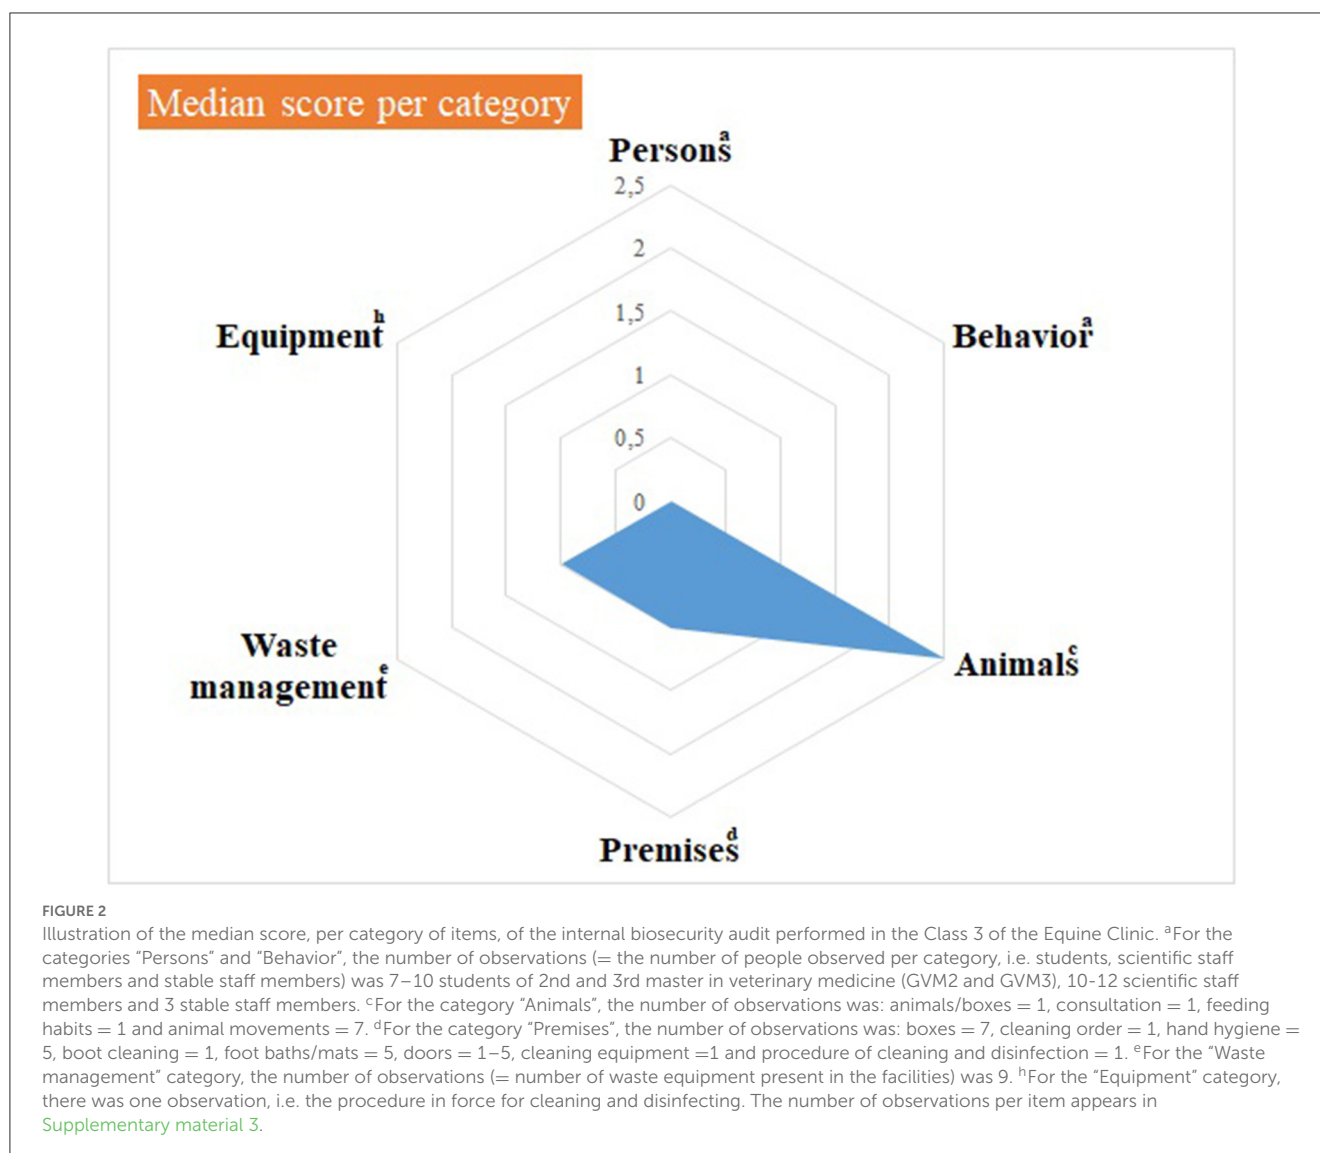 Median score per category
Personsᵃ
2,5
2
1,5
1
0,5
0
Equipmentʰ
Behaviorᵃ
Waste
managementᵉ
Animalsᶜ
Premisesᵈ
FIGURE 2
Illustration of the median score, per category of items, of the internal biosecurity audit performed in the Class 3 of the Equine Clinic. ᵃFor the
categories “Persons” and “Behavior”, the number of observations (= the number of people observed per category, i.e. students, scientific staff
members and stable staff members) was 7–10 students of 2nd and 3rd master in veterinary medicine (GVM2 and GVM3), 10-12 scientific staff
members and 3 stable staff members. ᶜFor the category “Animals”, the number of observations was: animals/boxes = 1, consultation = 1, feeding
habits = 1 and animal movements = 7. ᵈFor the category “Premises”, the number of observations was: boxes = 7, cleaning order = 1, hand hygiene =
5, boot cleaning = 1, foot baths/mats = 5, doors = 1–5, cleaning equipment =1 and procedure of cleaning and disinfection = 1. ᵉFor the “Waste
management” category, the number of observations (= number of waste equipment present in the facilities) was 9. ʰFor the “Equipment” category,
there was one observation, i.e. the procedure in force for cleaning and disinfecting. The number of observations per item appears in
Supplementary material 3.